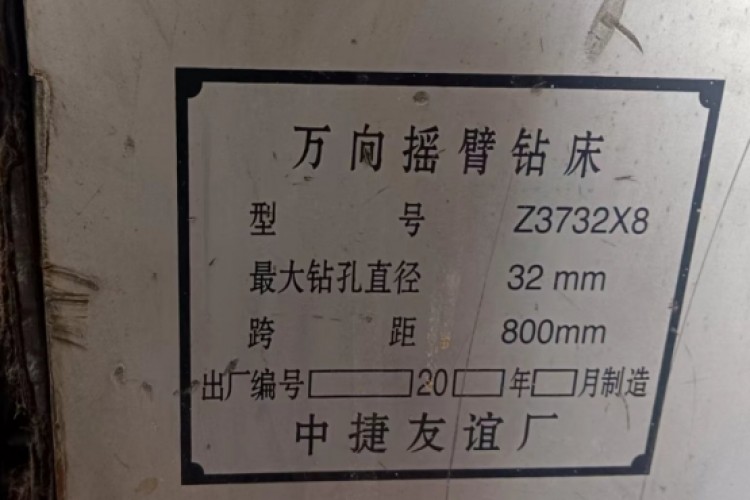 万向摇臂钻床
型 号 Z3732X8
最大钻孔直径 32 mm
跨 距 800mm
出厂编号 20 年 月制造
中捷友谊厂